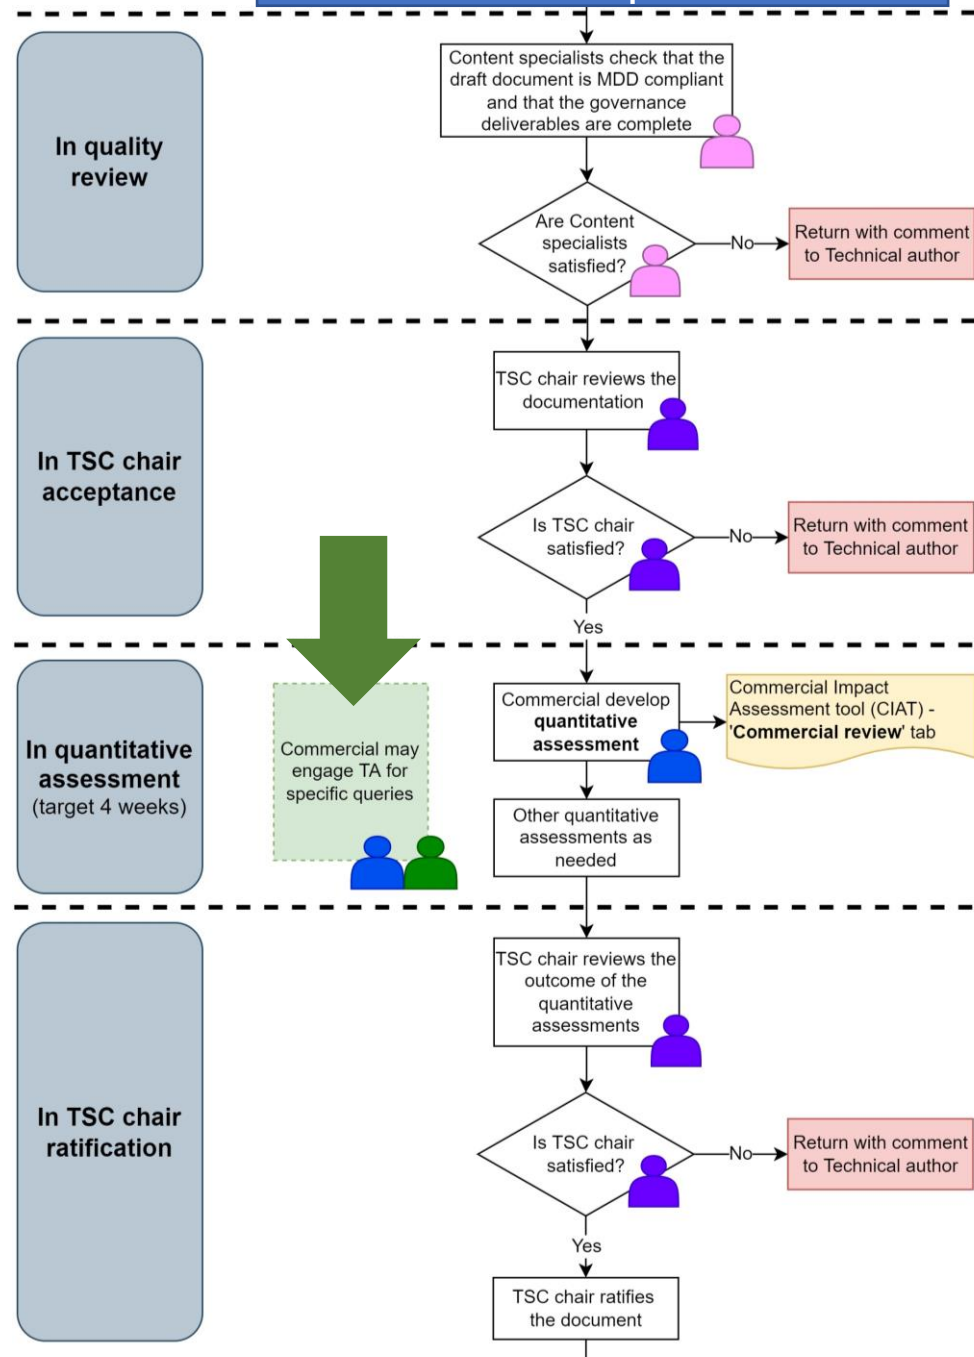 Content specialists check that the
draft document is MDD compliant
and that the governance
deliverables are complete
In quality
review
Are Content
specialists
satisfied?
No
Return with comment
to Technical author
TSC chair reviews the
documentation
In TSC chair
acceptance
Is TSC chair
satisfied?
No
Return with comment
to Technical author
Yes
In quantitative
assessment
(target 4 weeks)
Commercial may
engage TA for
specific queries
Commercial develop
quantitative
assessment
Commercial Impact
Assessment tool (CIAT) -
'Commercial review' tab
Other quantitative
assessments as
needed
TSC chair reviews the
outcome of the
quantitative
assessments
In TSC chair
ratification
Is TSC chair
satisfied?
No
Return with comment
to Technical author
Yes
TSC chair ratifies
the document